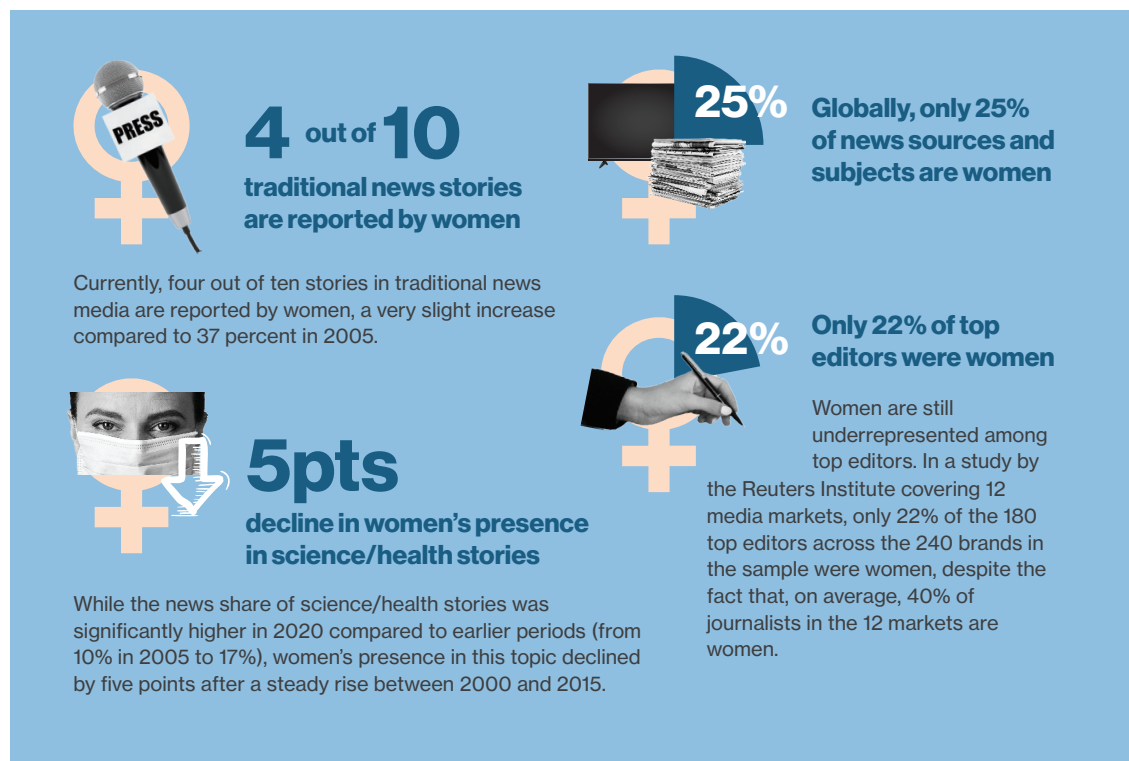 PRESS
4 out of 10
traditional news stories
are reported by women
Currently, four out of ten stories in traditional news
media are reported by women, a very slight increase
compared to 37 percent in 2005.
5pts
decline in women’s presence
in science/health stories
While the news share of science/health stories was
significantly higher in 2020 compared to earlier periods (from
10% in 2005 to 17%), women’s presence in this topic declined
by five points after a steady rise between 2000 and 2015.
25%
Globally, only 25%
of news sources and
subjects are women
22%
Only 22% of top
editors were women
Women are still
underrepresented among
top editors. In a study by
the Reuters Institute covering 12
media markets, only 22% of the 180
top editors across the 240 brands in
the sample were women, despite the
fact that, on average, 40% of
journalists in the 12 markets are
women.